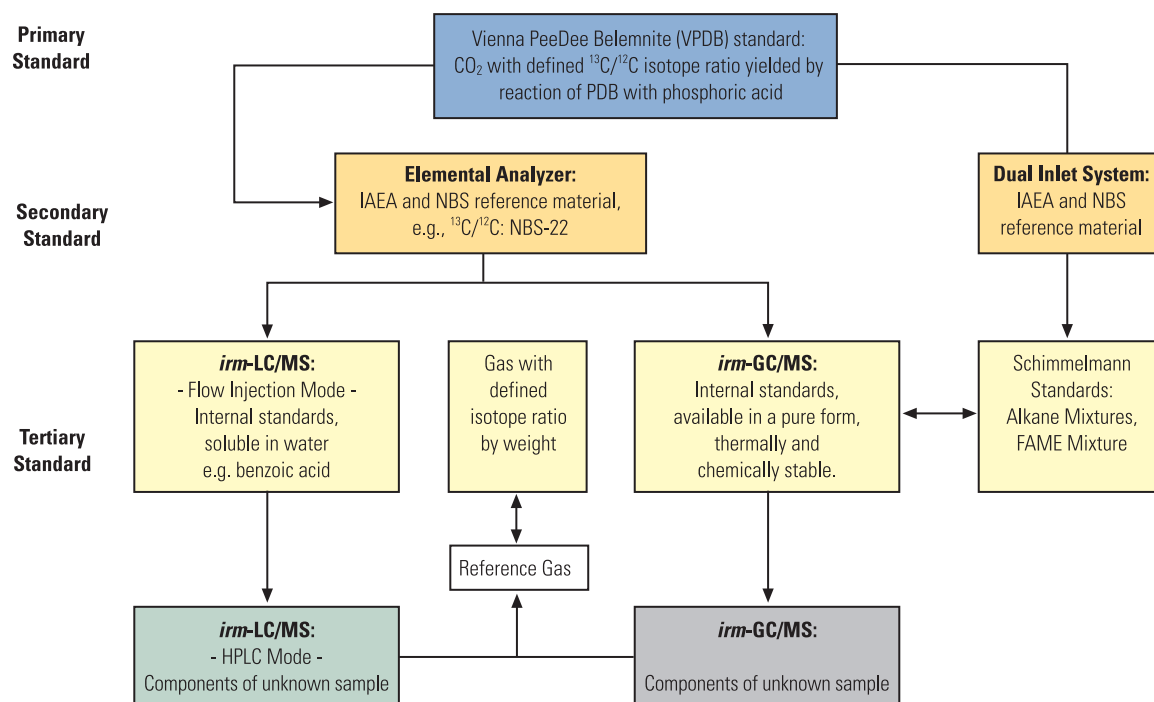 Primary
Standard
Vienna PeeDee Belemnite (VPDB) standard:
CO₂ with defined ¹³C/¹²C isotope ratio yielded by
reaction of PDB with phosphoric acid
Secondary
Standard
Elemental Analyzer:
IAEA and NBS reference material,
e.g., ¹³C/¹²C: NBS-22
Dual Inlet System:
IAEA and NBS
reference material
Tertiary
Standard
irm-LC/MS:
- Flow Injection Mode -
Internal standards,
soluble in water
e.g. benzoic acid
Gas with
defined
isotope ratio
by weight
irm-GC/MS:
Internal standards,
available in a pure form,
thermally and
chemically stable.
Schimmelmann
Standards:
Alkane Mixtures,
FAME Mixture
Reference Gas
irm-LC/MS:
- HPLC Mode -
Components of unknown sample
irm-GC/MS:
Components of unknown sample